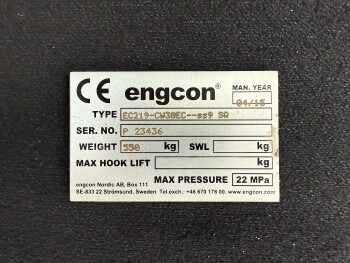 CE engcon® MAN. YEAR
04/15
TYPE EC219-CW30EC--ss9 SQ
SER. NO. P 23436
WEIGHT 550 kg SWL kg
MAX HOOK LIFT kg
MAX PRESSURE 22 MPa
engcon Nordic AB, Box 111
SE-833 22 Strömsund, Sweden Tel.exch.: +46 670 178 00, www.engcon.com